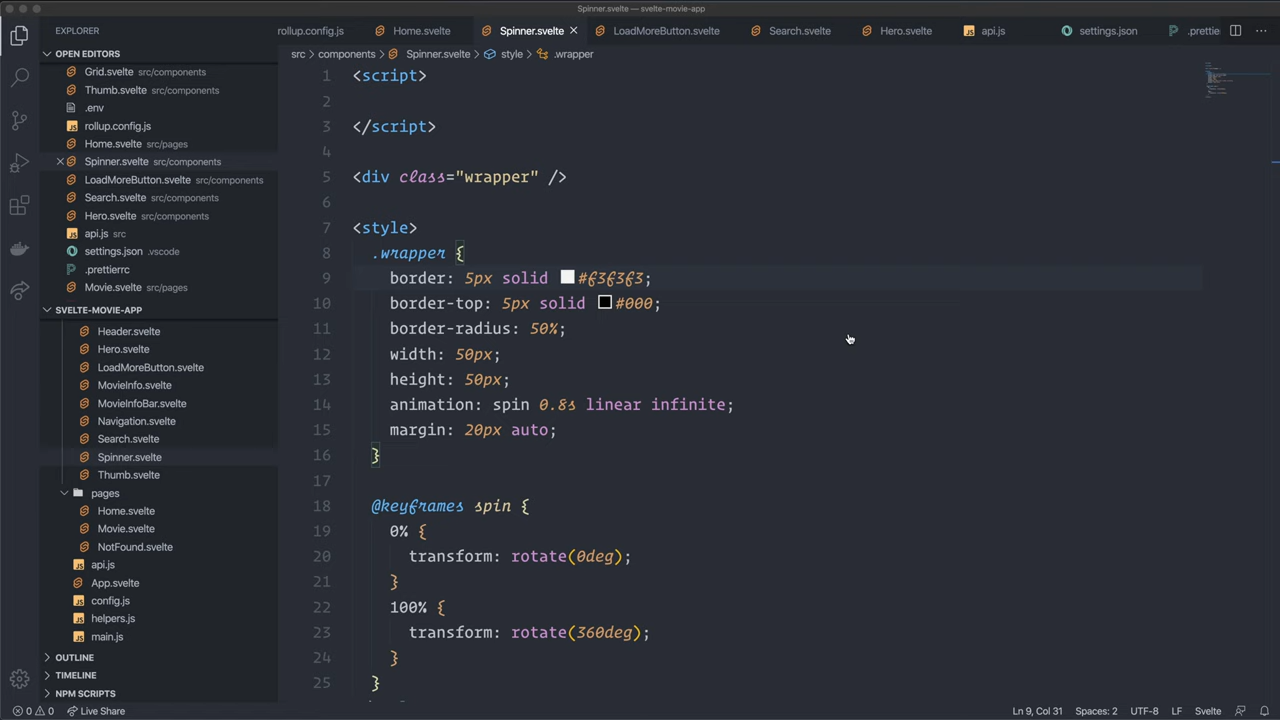 Spinner.svelte — svelte-movie-app
EXPLORER
OPEN EDITORS
Grid.svelte src/components
Thumb.svelte src/components
.env
rollup.config.js
Home.svelte src/pages
Spinner.svelte src/components
LoadMoreButton.svelte src/components
Search.svelte src/components
Hero.svelte src/components
api.js src
settings.json .vscode
.prettierrc
Movie.svelte src/pages
SVELTE-MOVIE-APP
Header.svelte
Hero.svelte
LoadMoreButton.svelte
MovieInfo.svelte
MovieInfoBar.svelte
Navigation.svelte
Search.svelte
Spinner.svelte
Thumb.svelte
pages
Home.svelte
Movie.svelte
NotFound.svelte
api.js
App.svelte
config.js
helpers.js
main.js
OUTLINE
TIMELINE
NPM SCRIPTS
rollup.config.js Home.svelte Spinner.svelte LoadMoreButton.svelte Search.svelte Hero.svelte api.js settings.json .prettie
src components Spinner.svelte style .wrapper
1 <script>
2
3 </script>
4
5 <div class="wrapper" />
6
7 <style>
8 .wrapper {
9 border: 5px solid #f3f3f3;
10 border-top: 5px solid #000;
11 border-radius: 50%;
12 width: 50px;
13 height: 50px;
14 animation: spin 0.8s linear infinite;
15 margin: 20px auto;
16 }
17
18 @keyframes spin {
19 0% {
20 transform: rotate(0deg);
21 }
22 100% {
23 transform: rotate(360deg);
24 }
25 }
0 0 Live Share Ln 9, Col 31 Spaces: 2 UTF-8 LF Svelte